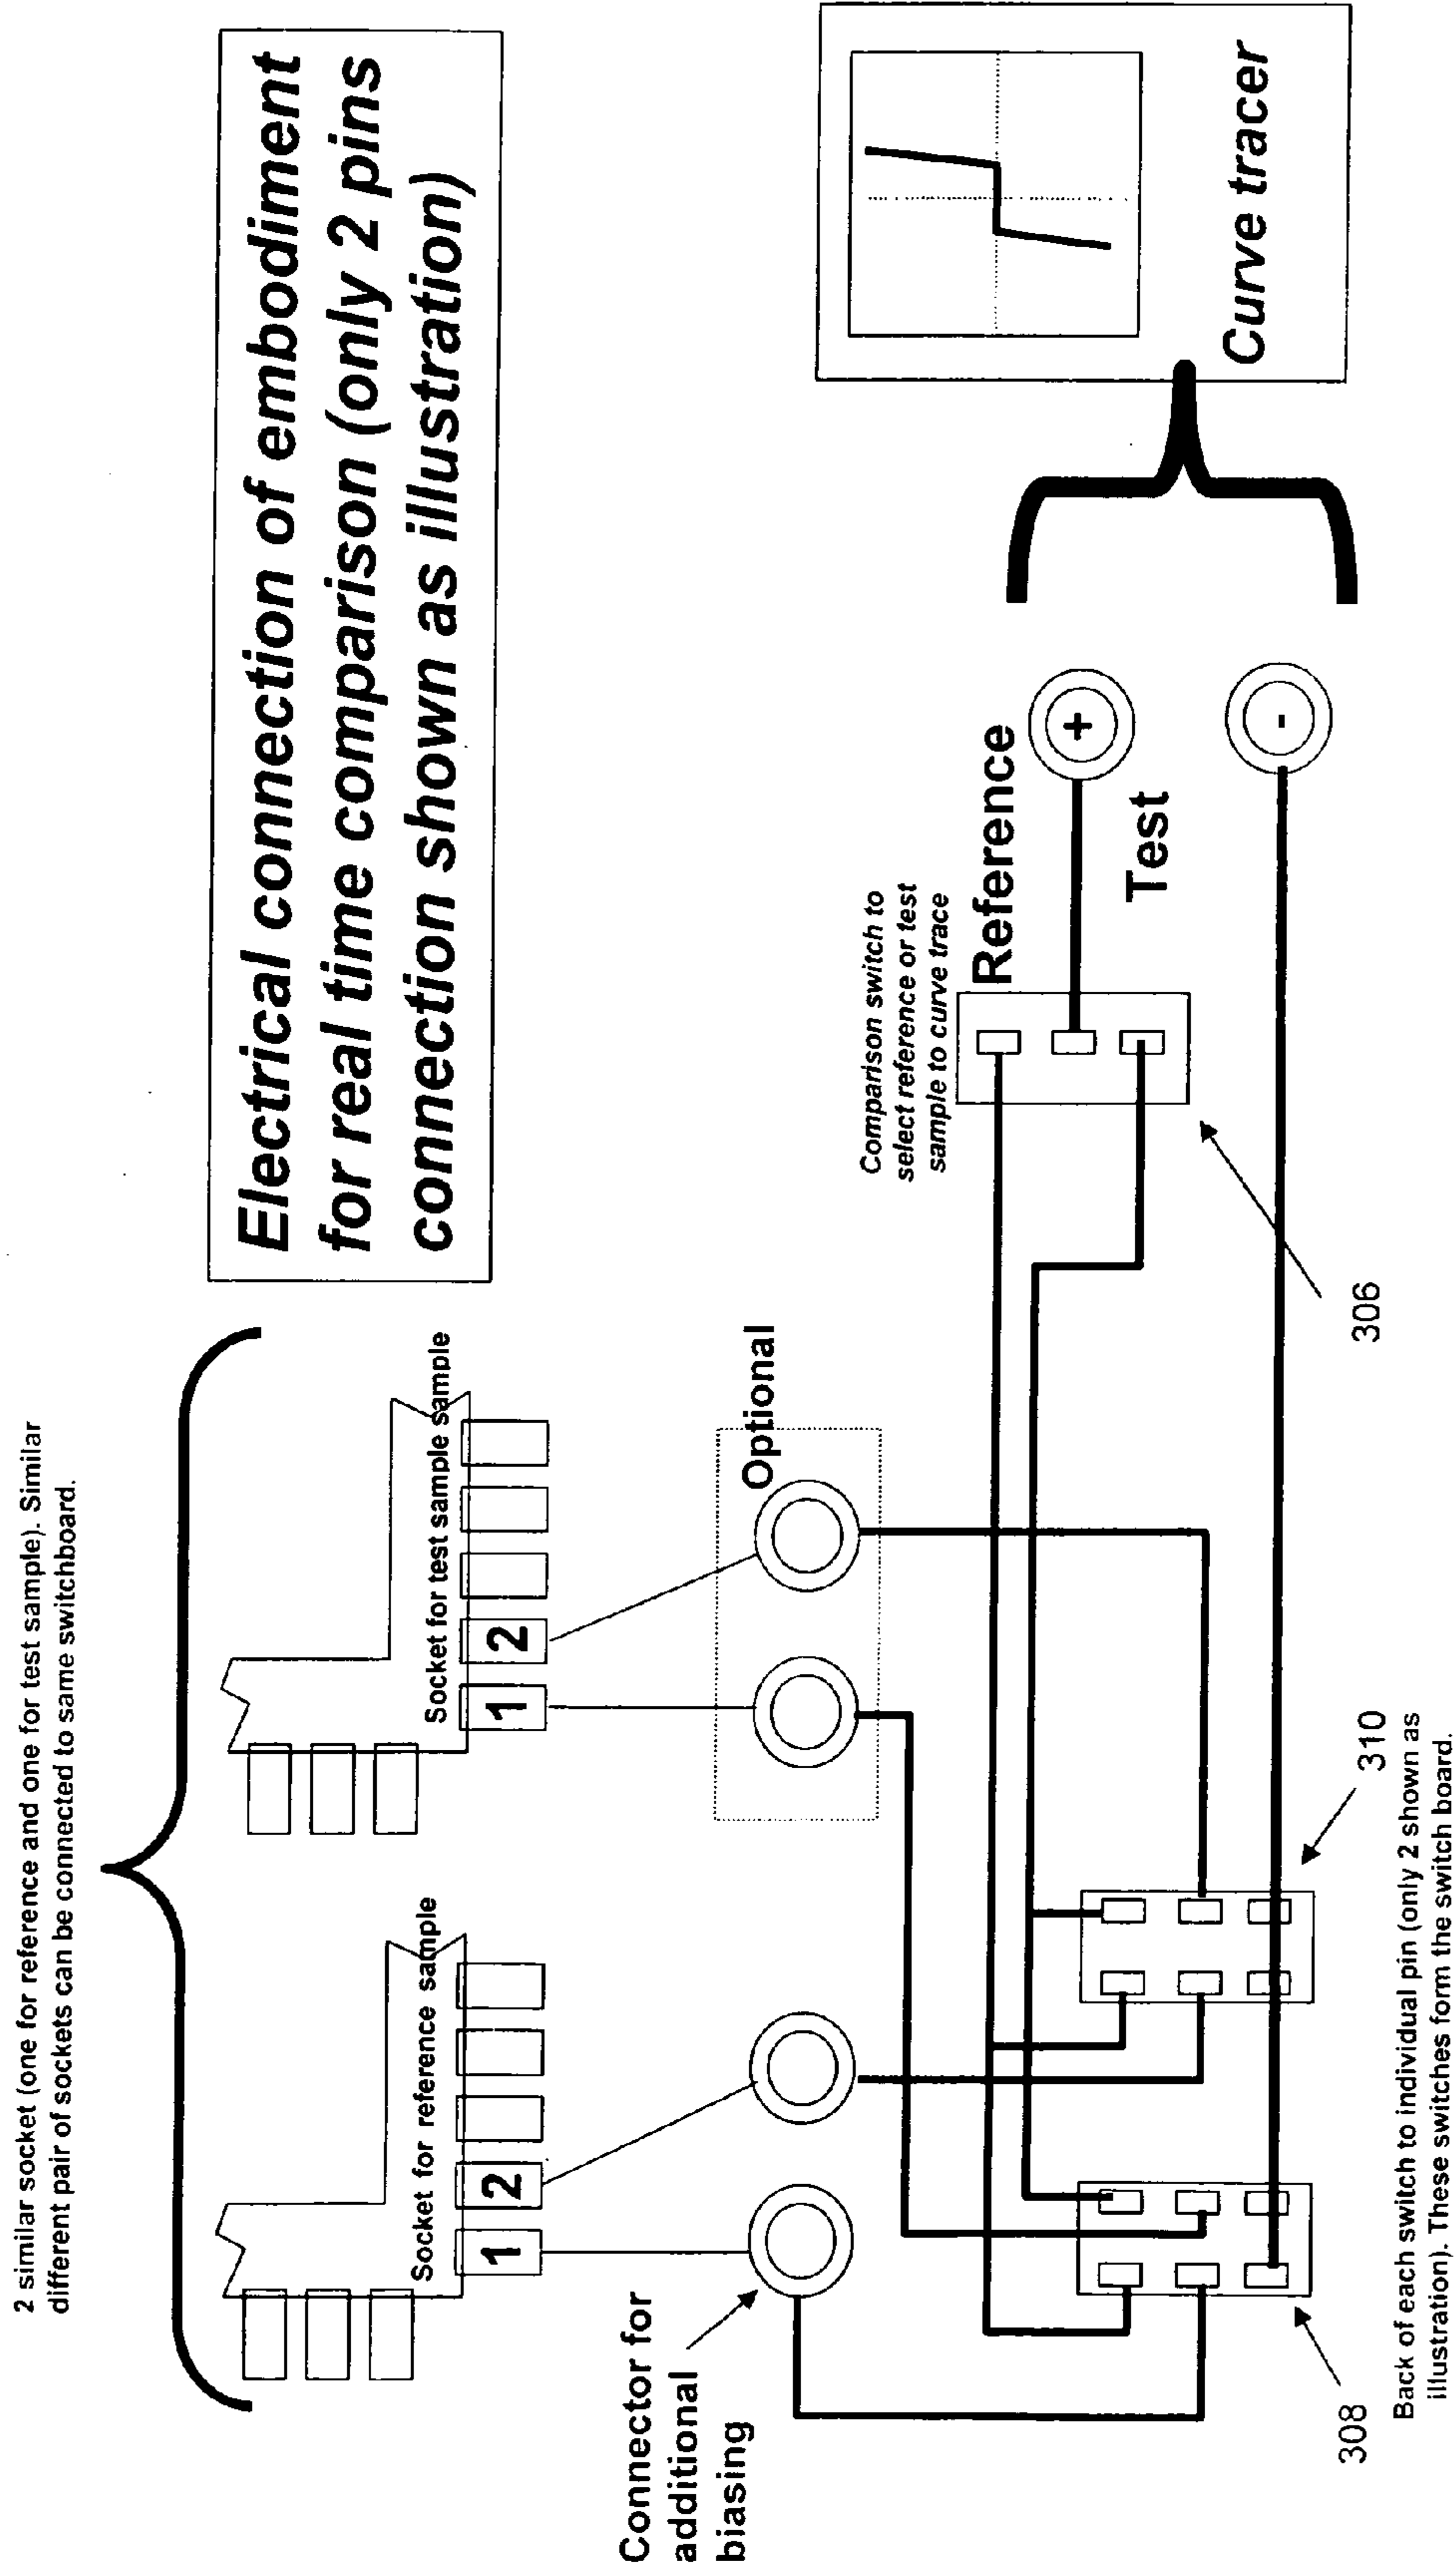 2 similar socket (one for reference and one for test sample). Similar
different pair of sockets can be connected to same switchboard.
Electrical connection of embodiment
for real time comparison (only 2 pins
connection shown as illustration)
Socket for reference sample
1
2
Socket for test sample sample
1
2
Connector for
additional
biasing
Optional
Comparison switch to
select reference or test
sample to curve trace
Reference
Test
+
-
Curve tracer
306
308
310
Back of each switch to individual pin (only 2 shown as
illustration). These switches form the switch board.